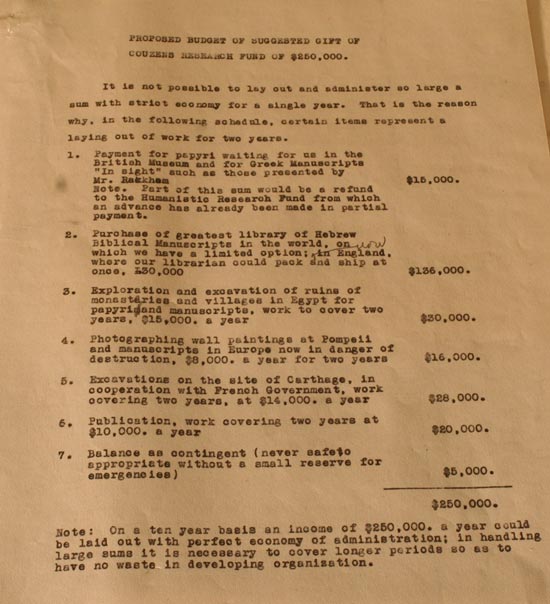 PROPOSED BUDGET OF SUGGESTED GIFT OF
COUZENS RESEARCH FUND OF $250,000.
It is not possible to lay out and administer so large a
sum with strict economy for a single year. That is the reason
why, in the following schedule, certain items represent a
laying out of work for two years.
1. Payment for papyri waiting for us in the
British Museum and for Greek Manuscripts
"In sight" such as those presented by
Mr. Rackham $15,000.
Note. Part of this sum would be a refund
to the Humanistic Research Fund from which
an advance has already been made in partial
payment.
2. Purchase of greatest library of Hebrew
Biblical Manuscripts in the world, on now
which we have a limited option; in England,
where our librarian could pack and ship at
once, £30,000 $136,000.
3. Exploration and excavation of ruins of
monasteries and villages in Egypt for
papyri and manuscripts, work to cover two
years, $15,000. a year $30,000.
4. Photographing wall paintings at Pompeii
and manuscripts in Europe now in danger of
destruction, $8,000. a year for two years $16,000.
5. Excavations on the site of Carthage, in
cooperation with French Government, work
covering two years, at $14,000. a year $28,000.
6. Publication, work covering two years at
$10,000. a year $20,000.
7. Balance as contingent (never safe to
appropriate without a small reserve for
emergencies) $5,000.
$250,000.
Note: On a ten year basis an income of $250,000. a year could
be laid out with perfect economy of administration; in handling
large sums it is necessary to cover longer periods so as to
have no waste in developing organization.